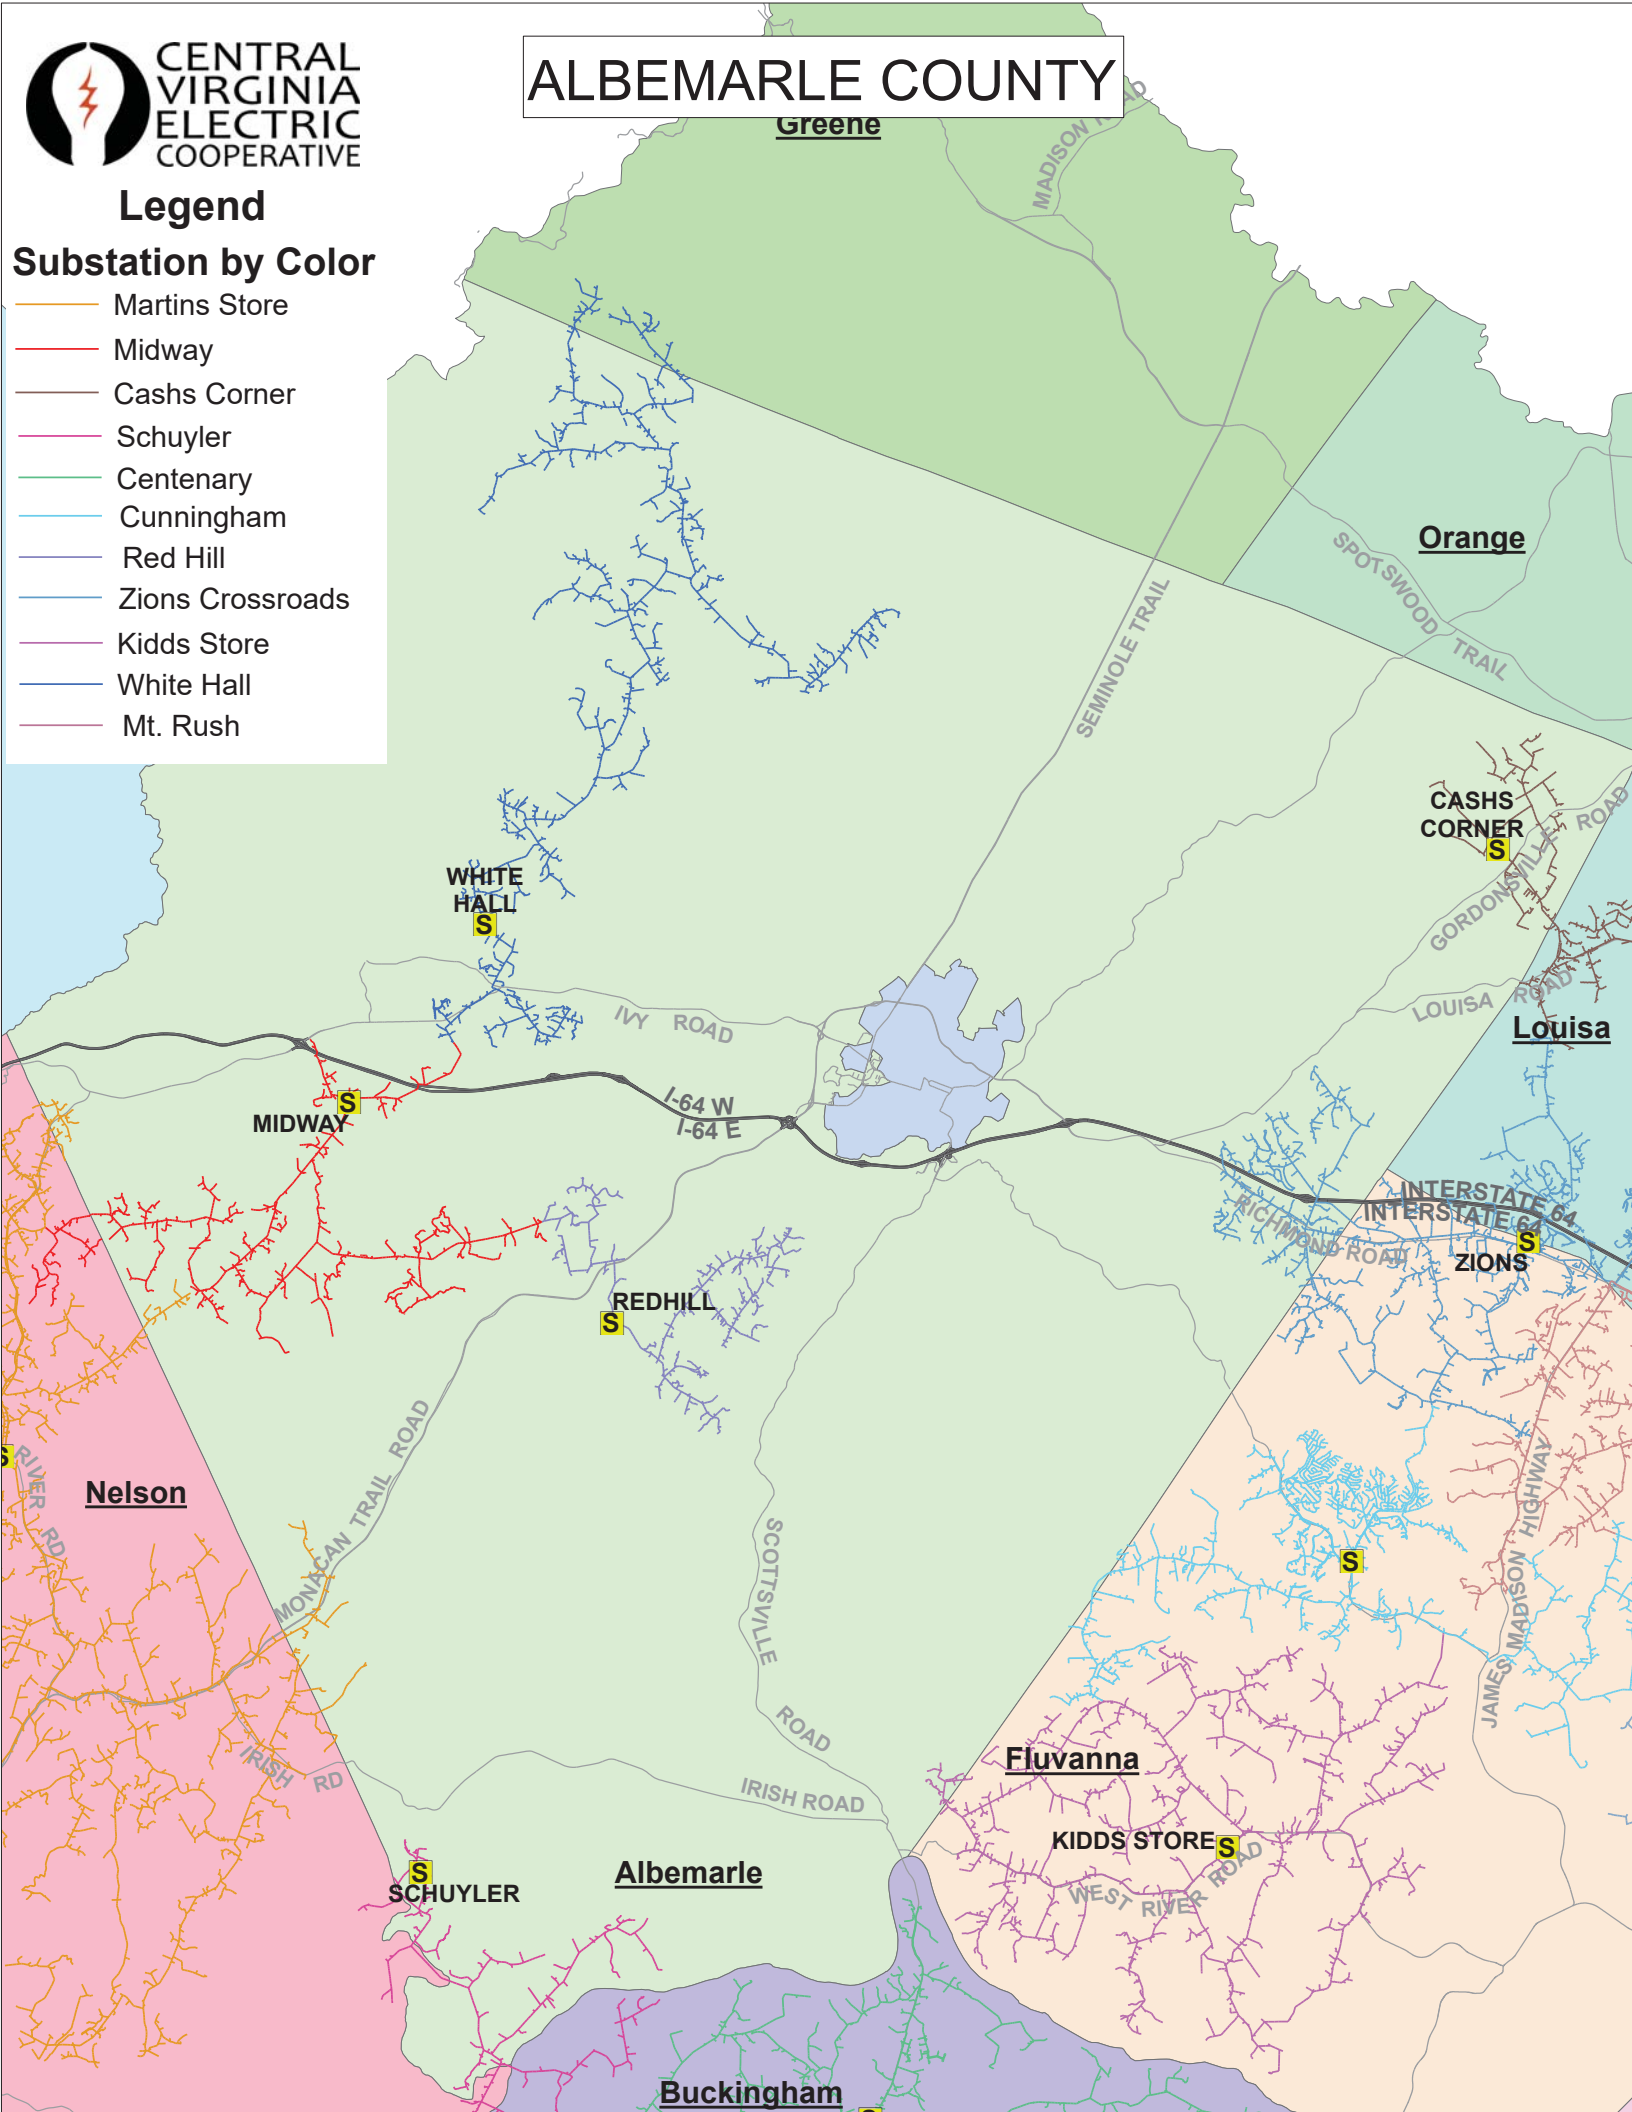 CENTRAL
VIRGINIA
ELECTRIC
COOPERATIVE
ALBEMARLE COUNTY
Legend
Substation by Color
Martins Store
Midway
Cashs Corner
Schuyler
Centenary
Cunningham
Red Hill
Zions Crossroads
Kidds Store
White Hall
Mt. Rush
Greene
MADISON ROAD
Orange
SPOTSWOOD TRAIL
SEMINOLE TRAIL
CASHS
CORNER
S
GORDONSVILLE ROAD
WHITE
HALL
S
LOUISA ROAD
Louisa
IVY ROAD
I-64 W
I-64 E
S
MIDWAY
INTERSTATE 64
INTERSTATE 64
RICHMOND ROAD
S
ZIONS
REDHILL
S
MONACAN TRAIL ROAD
S
RIVER RD
Nelson
SCOTTSVILLE ROAD
S
JAMES MADISON HIGHWAY
IRISH RD
IRISH ROAD
Fluvanna
KIDDS STORE S
WEST RIVER ROAD
S
SCHUYLER
Albemarle
Buckingham
S